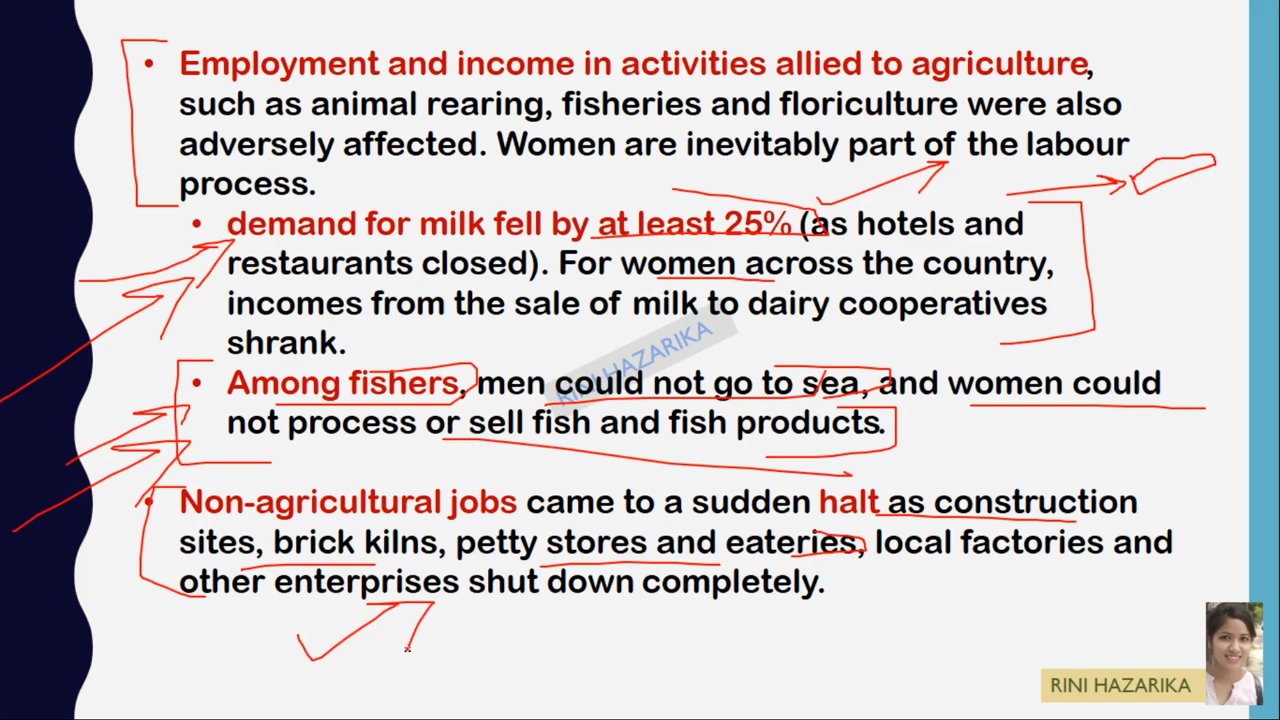 • Employment and income in activities allied to agriculture,
such as animal rearing, fisheries and floriculture were also
adversely affected. Women are inevitably part of the labour
process.
• demand for milk fell by at least 25% (as hotels and
restaurants closed). For women across the country,
incomes from the sale of milk to dairy cooperatives
shrank.
• Among fishers, men could not go to sea, and women could
not process or sell fish and fish products.
• Non-agricultural jobs came to a sudden halt as construction
sites, brick kilns, petty stores and eateries, local factories and
other enterprises shut down completely.
RINI HAZARIKA
RINI HAZARIKA